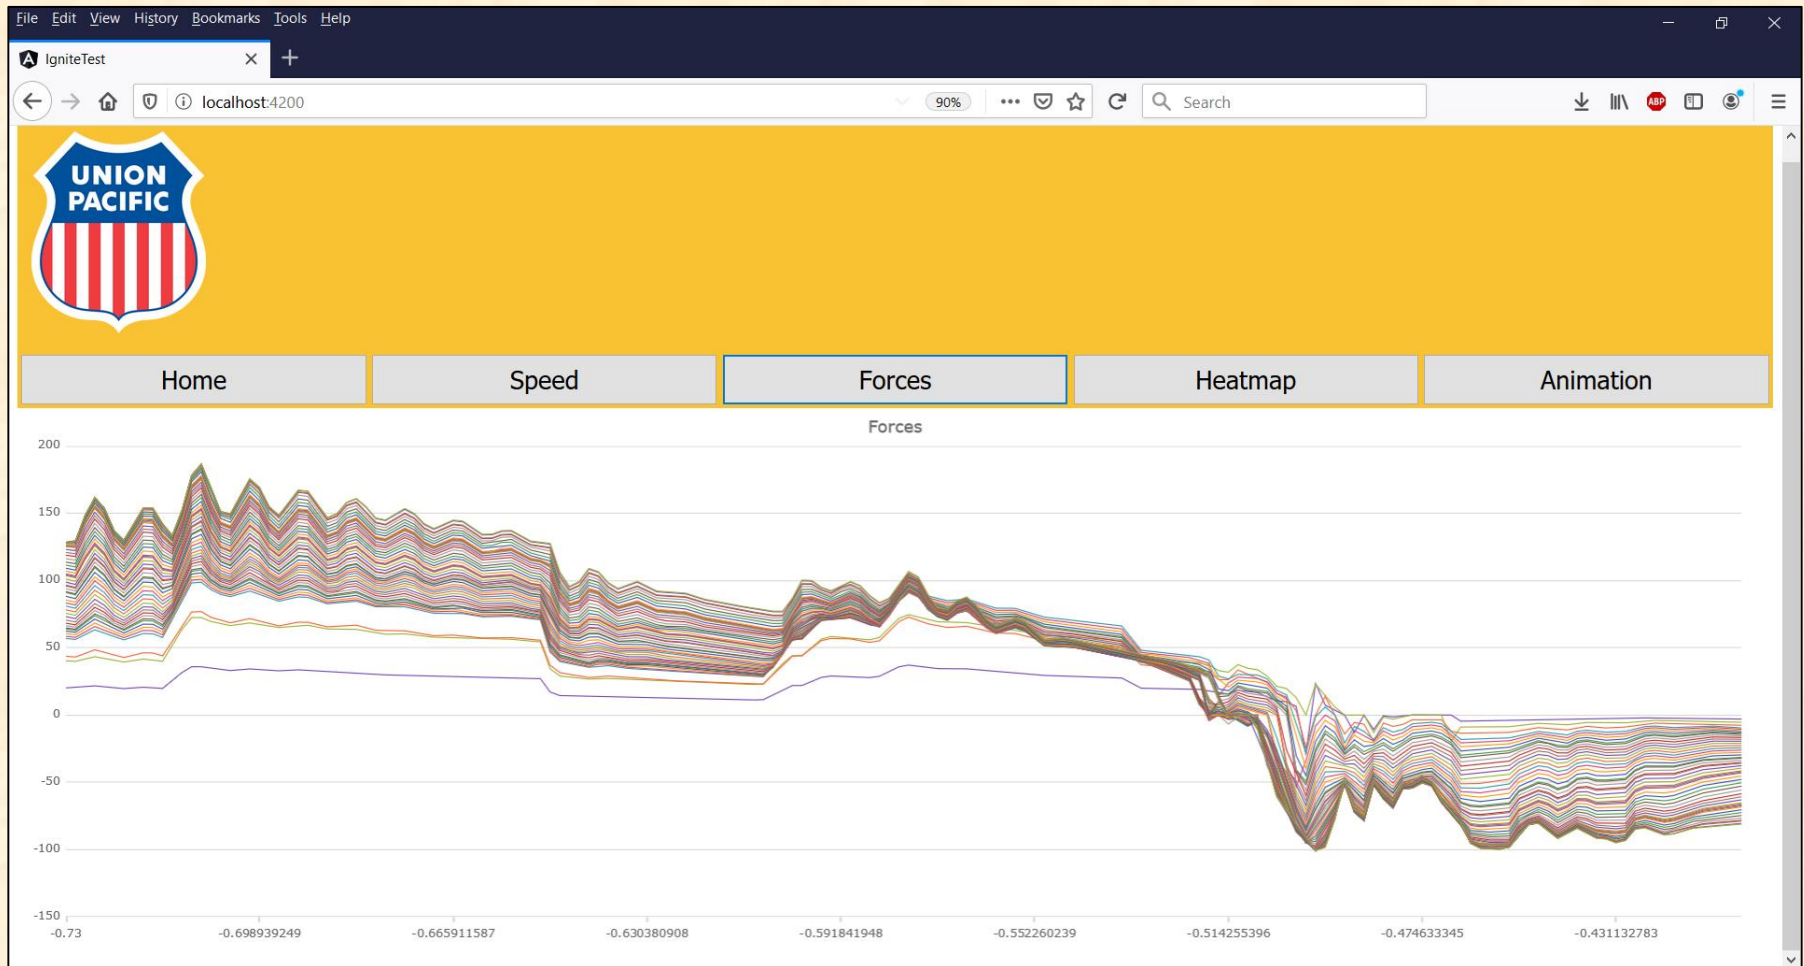 File Edit View History Bookmarks Tools Help
IgniteTest
localhost:4200 90% Search ABP
UNION
PACIFIC
Home Speed Forces Heatmap Animation
Forces
200
150
100
50
0
-50
-100
-150
-0.73 -0.698939249 -0.665911587 -0.630380908 -0.591841948 -0.552260239 -0.514255396 -0.474633345 -0.431132783